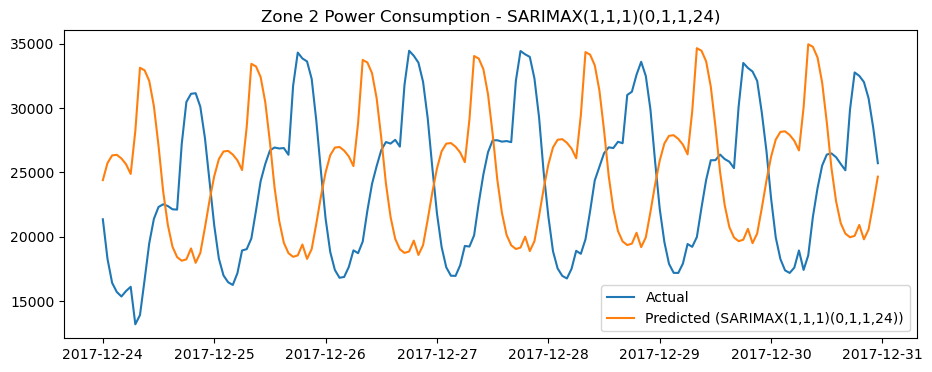 Zone 2 Power Consumption - SARIMAX(1,1,1)(0,1,1,24)
35000
30000
25000
20000
15000
Actual
Predicted (SARIMAX(1,1,1)(0,1,1,24))
2017-12-24 2017-12-25 2017-12-26 2017-12-27 2017-12-28 2017-12-29 2017-12-30 2017-12-31